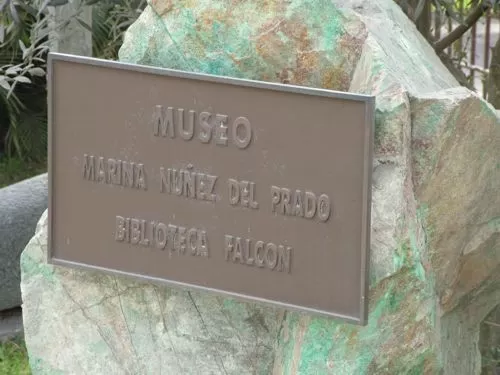 MUSEO
MARINA NUÑEZ DEL PRADO
BIBLIOTECA FALCON